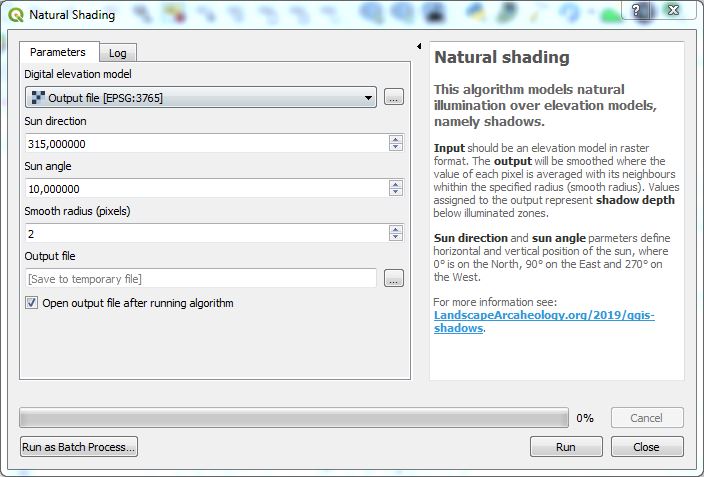 Natural Shading
?
X
Parameters
Log
Digital elevation model
Output file [EPSG:3765]
...
Sun direction
315,000000
Sun angle
10,000000
Smooth radius (pixels)
2
Output file
[Save to temporary file]
...
Open output file after running algorithm
Natural shading
This algorithm models natural
illumination over elevation models,
namely shadows.
Input should be an elevation model in raster
format. The output will be smoothed where the
value of each pixel is averaged with its neighbours
whithin the specified radius (smooth radius). Values
assigned to the output represent shadow depth
below illuminated zones.
Sun direction and sun angle parmeters define
horizontal and vertical position of the sun, where
0° is on the North, 90° on the East and 270° on
the West.
For more information see:
LandscapeArcaheology.org/2019/qgis-
shadows.
0%
Cancel
Run as Batch Process...
Run
Close